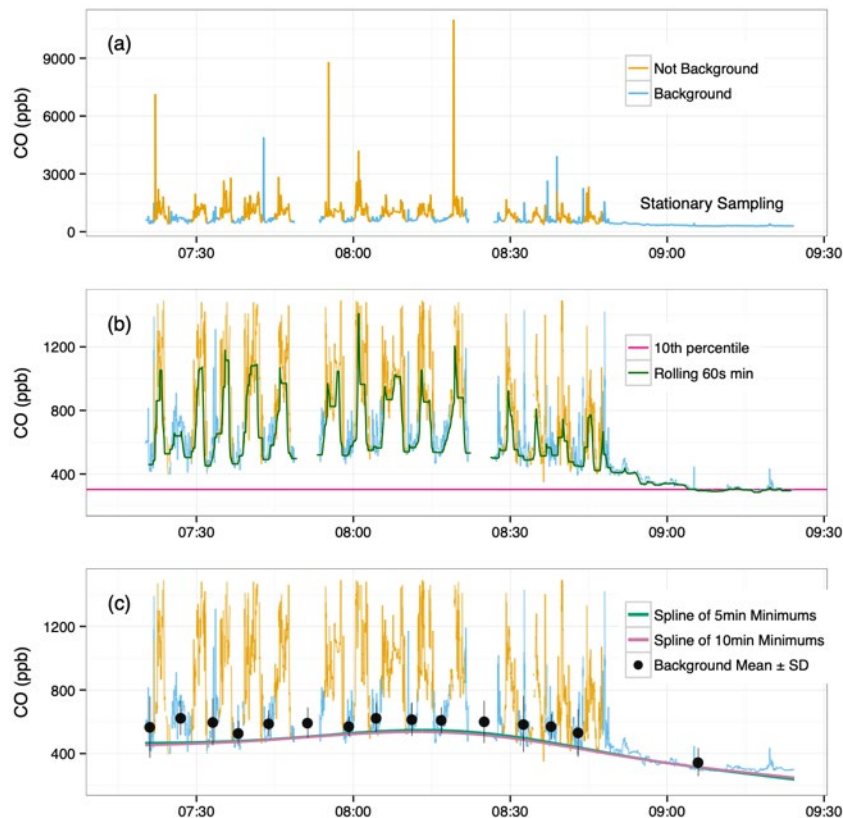 (a)
CO (ppb)
9000
6000
3000
0
Not Background
Background
Stationary Sampling
07:30 08:00 08:30 09:00 09:30
(b)
CO (ppb)
1200
800
400
10th percentile
Rolling 60s min
07:30 08:00 08:30 09:00 09:30
(c)
CO (ppb)
1200
800
400
Spline of 5min Minimums
Spline of 10min Minimums
Background Mean ± SD
07:30 08:00 08:30 09:00 09:30